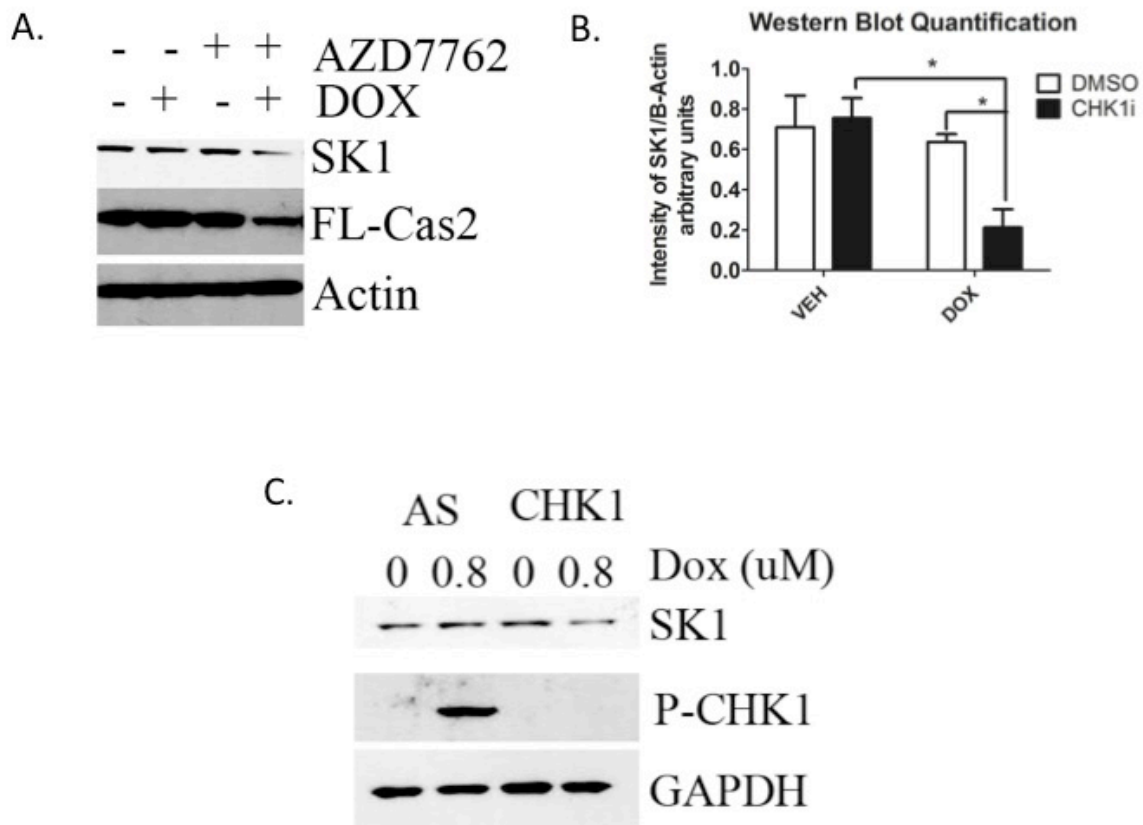 A.
- - + + AZD7762
- + - + DOX
SK1
FL-Cas2
Actin
B.
Western Blot Quantification
Intensity of SK1/B-Actin
arbitrary units
1.0
0.8
0.6
0.4
0.2
0.0
*
*
DMSO
CHK1i
VEH
DOX
C.
AS CHK1
0 0.8 0 0.8 Dox (uM)
SK1
P-CHK1
GAPDH